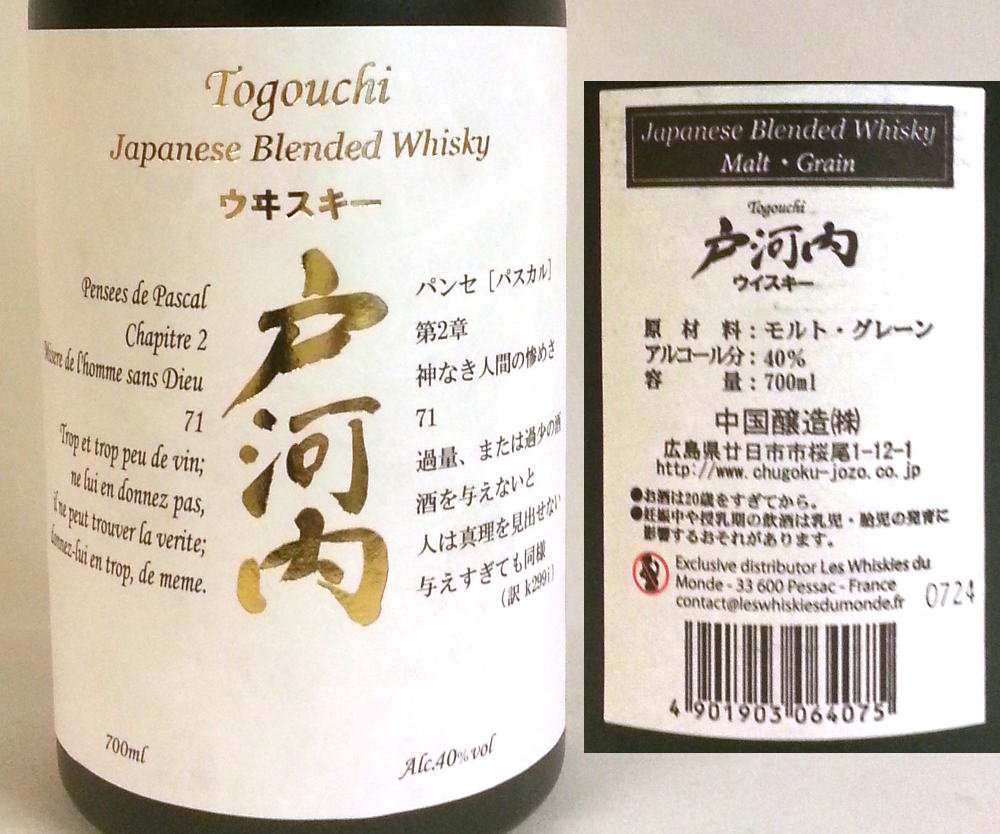 Togouchi
Japanese Blended Whisky
ウヰスキー
戸河内
Pensees de Pascal
Chapitre 2
Misere de l'homme sans Dieu
71
Trop et trop peu de vin;
ne lui en donnez pas,
il ne peut trouver la verite;
donnez-lui en trop, de meme.
パンセ［パスカル］
第2章
神なき人間の惨めさ
71
過量、または過少の酒
酒を与えないと
人は真理を見出せない
与えすぎても同様
(訳 k299i)
700ml
Alc.40%vol
Japanese Blended Whisky
Malt・Grain
Togouchi
戸河内
ウイスキー
原材料：モルト・グレーン
アルコール分：40%
容量：700ml
中国醸造㈱
広島県廿日市市桜尾1-12-1
http://www.chugoku-jozo.co.jp
●お酒は20歳をすぎてから。
●妊娠中や授乳期の飲酒は乳児・胎児の発育に
影響するおそれがあります。
Exclusive distributor Les Whiskies du
Monde - 33 600 Pessac - France
contact@leswhiskiesdumonde.fr
0724
4 901903 064075